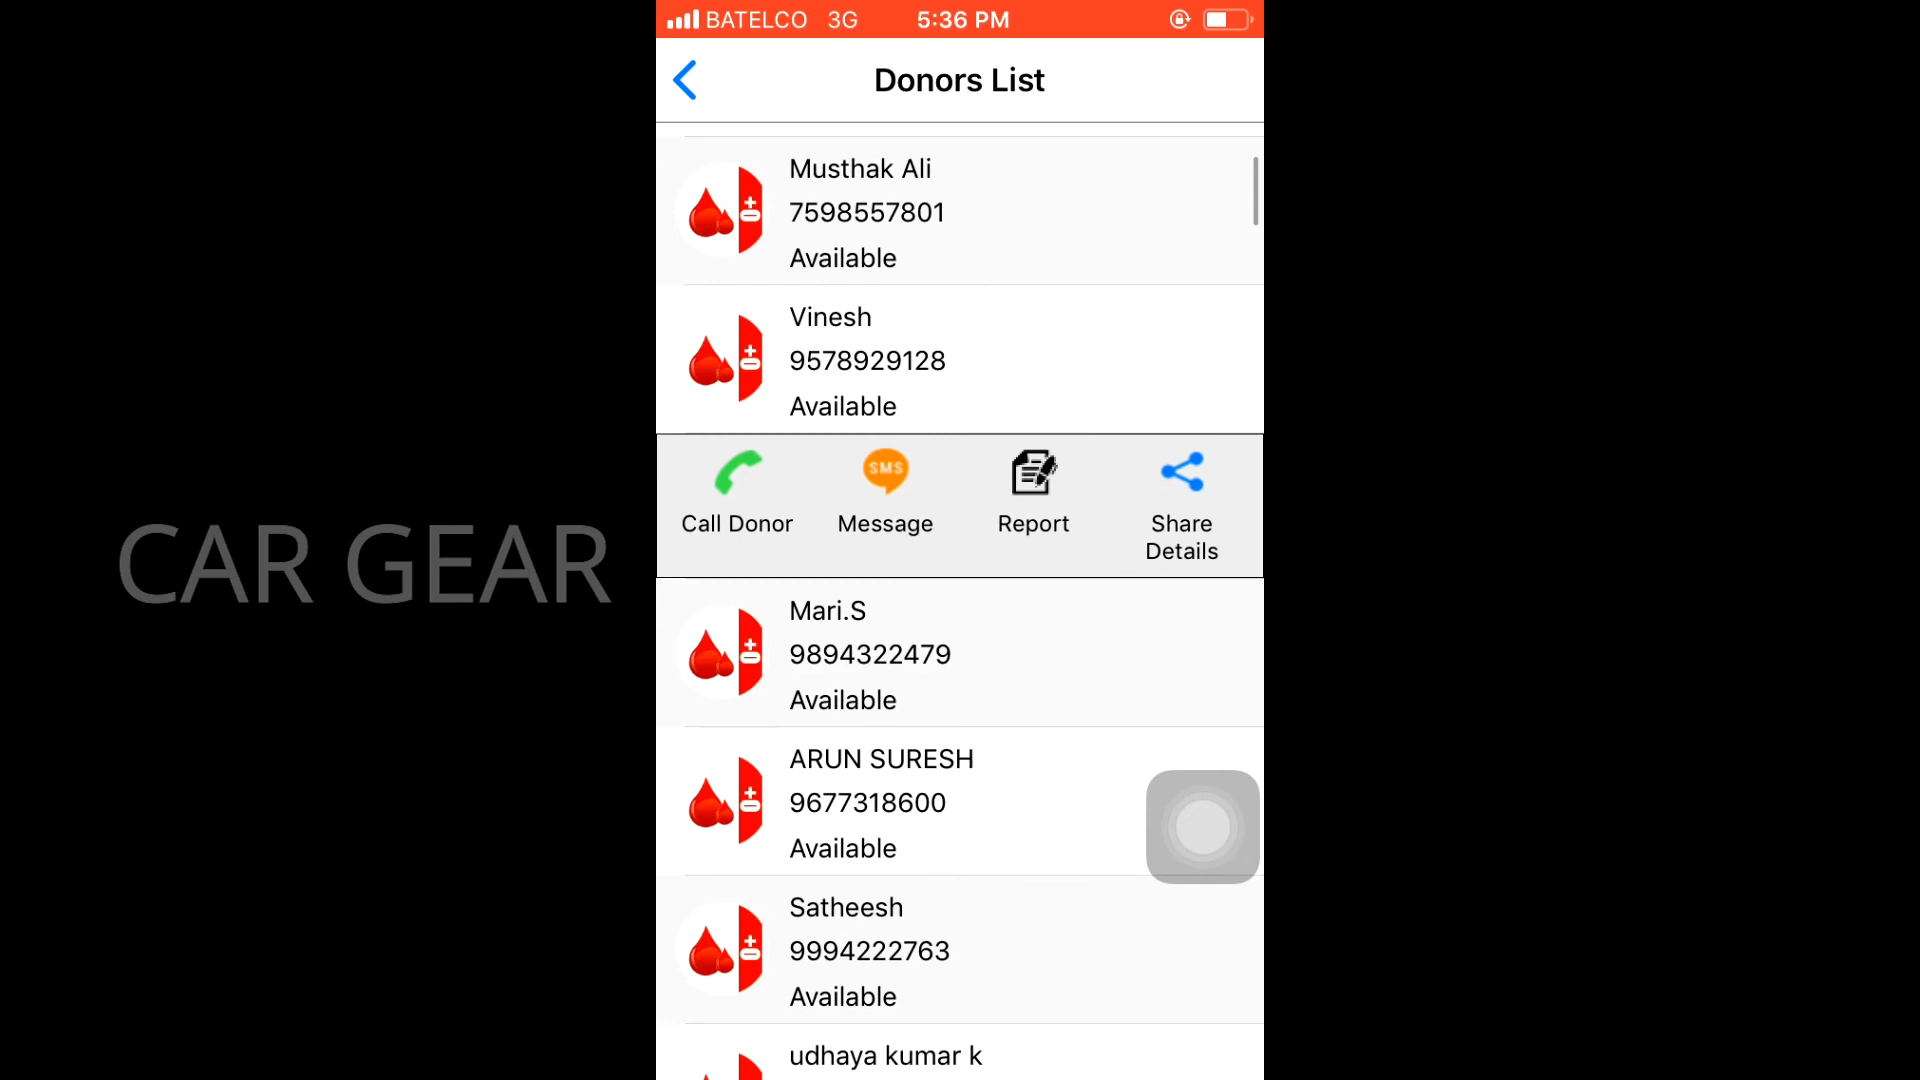 BATELCO 3G 5:36 PM
Donors List
Musthak Ali
7598557801
Available
Vinesh
9578929128
Available
SMS
Call Donor Message Report Share Details
CAR GEAR
Mari.S
9894322479
Available
ARUN SURESH
9677318600
Available
Satheesh
9994222763
Available
udhaya kumar k